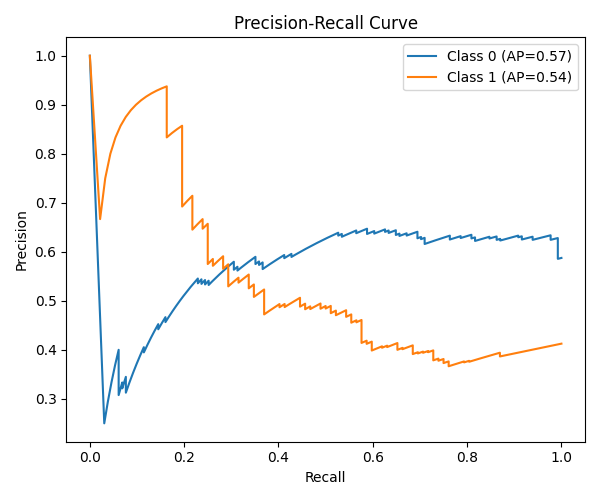 Precision-Recall Curve
Class 0 (AP=0.57)
Class 1 (AP=0.54)
1.0
0.9
0.8
0.7
0.6
0.5
0.4
0.3
Precision
0.0 0.2 0.4 0.6 0.8 1.0
Recall